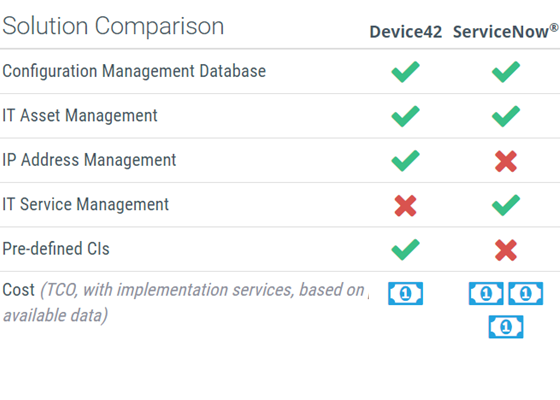 Solution Comparison
Device42 ServiceNow®
Configuration Management Database
IT Asset Management
IP Address Management
IT Service Management
Pre-defined CIs
Cost (TCO, with implementation services, based on
available data)
1 1 1
1